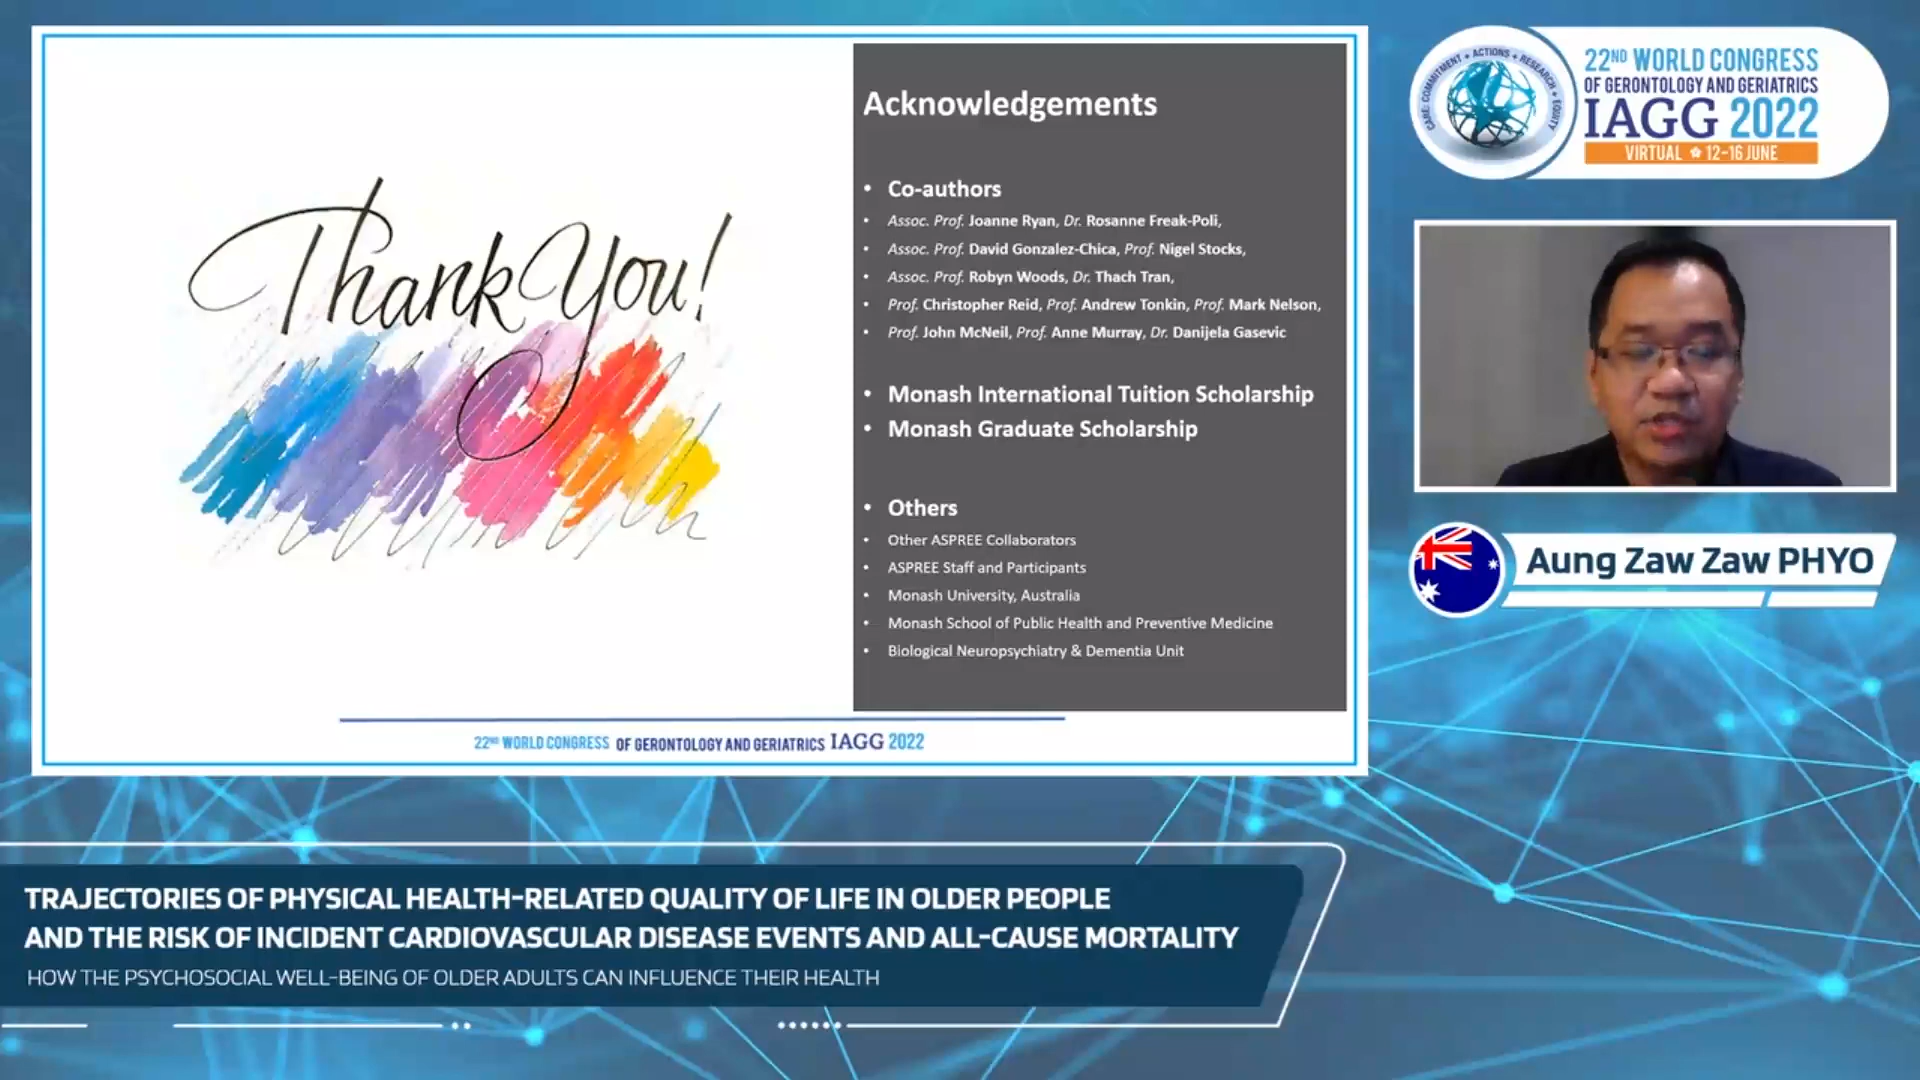 Thank You!
Acknowledgements
• Co-authors
• Assoc. Prof. Joanne Ryan, Dr. Rosanne Freak-Poli,
• Assoc. Prof. David Gonzalez-Chica, Prof. Nigel Stocks,
• Assoc. Prof. Robyn Woods, Dr. Thach Tran,
• Prof. Christopher Reid, Prof. Andrew Tonkin, Prof. Mark Nelson,
• Prof. John McNeil, Prof. Anne Murray, Dr. Danijela Gasevic
• Monash International Tuition Scholarship
• Monash Graduate Scholarship
• Others
• Other ASPREE Collaborators
• ASPREE Staff and Participants
• Monash University, Australia
• Monash School of Public Health and Preventive Medicine
• Biological Neuropsychiatry & Dementia Unit
22ND WORLD CONGRESS OF GERONTOLOGY AND GERIATRICS IAGG 2022
CARE: COMMITMENT + ACTIONS + RESEARCH + EQUITY
22ND WORLD CONGRESS
OF GERONTOLOGY AND GERIATRICS
IAGG 2022
VIRTUAL 12-16 JUNE
Aung Zaw Zaw PHYO
TRAJECTORIES OF PHYSICAL HEALTH-RELATED QUALITY OF LIFE IN OLDER PEOPLE
AND THE RISK OF INCIDENT CARDIOVASCULAR DISEASE EVENTS AND ALL-CAUSE MORTALITY
HOW THE PSYCHOSOCIAL WELL-BEING OF OLDER ADULTS CAN INFLUENCE THEIR HEALTH